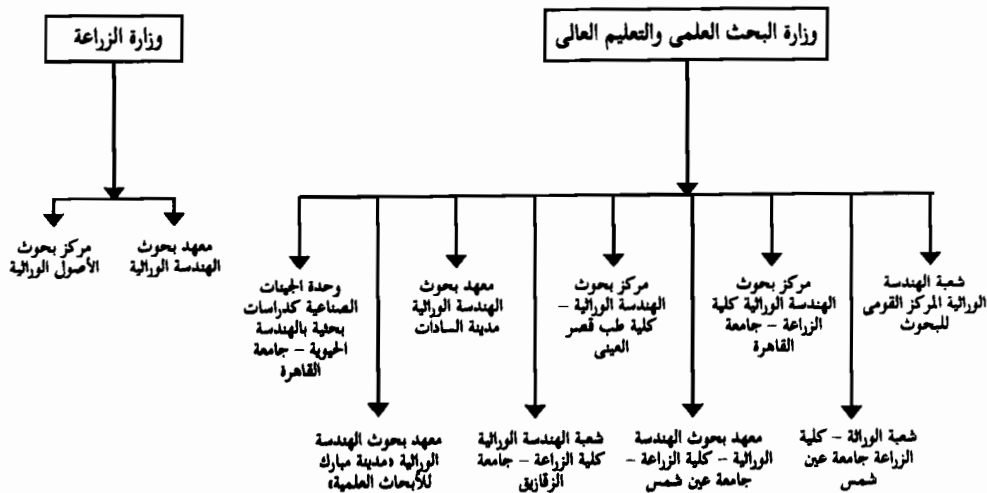 وزارة البحث العلمى والتعليم العالى
شعبة الهندسة
الوراثية المركز القومى
للبحوث
شعبة الوراثة – كلية
الزراعة جامعة عين
شمس
مركز بحوث
الهندسة الوراثية كلية
الزراعة – جامعة
القاهرة
معهد بحوث الهندسة
الوراثية – كلية الزراعة –
جامعة عين شمس
مركز بحوث
الهندسة الوراثية –
كلية طب قصر
العينى
شعبة الهندسة الوراثية
كلية الزراعة – جامعة
الزقازيق
معهد بحوث
الهندسة الوراثية
مدينة السادات
معهد بحوث الهندسة
الوراثية «مدينة مبارك
للأبحاث العلمية»
وحدة الجينات
الصناعية كدراسات
بحثية بالهندسة
الحيوية – جامعة
القاهرة
وزارة الزراعة
معهد بحوث
الهندسة الوراثية
مركز بحوث
الأصول الوراثية